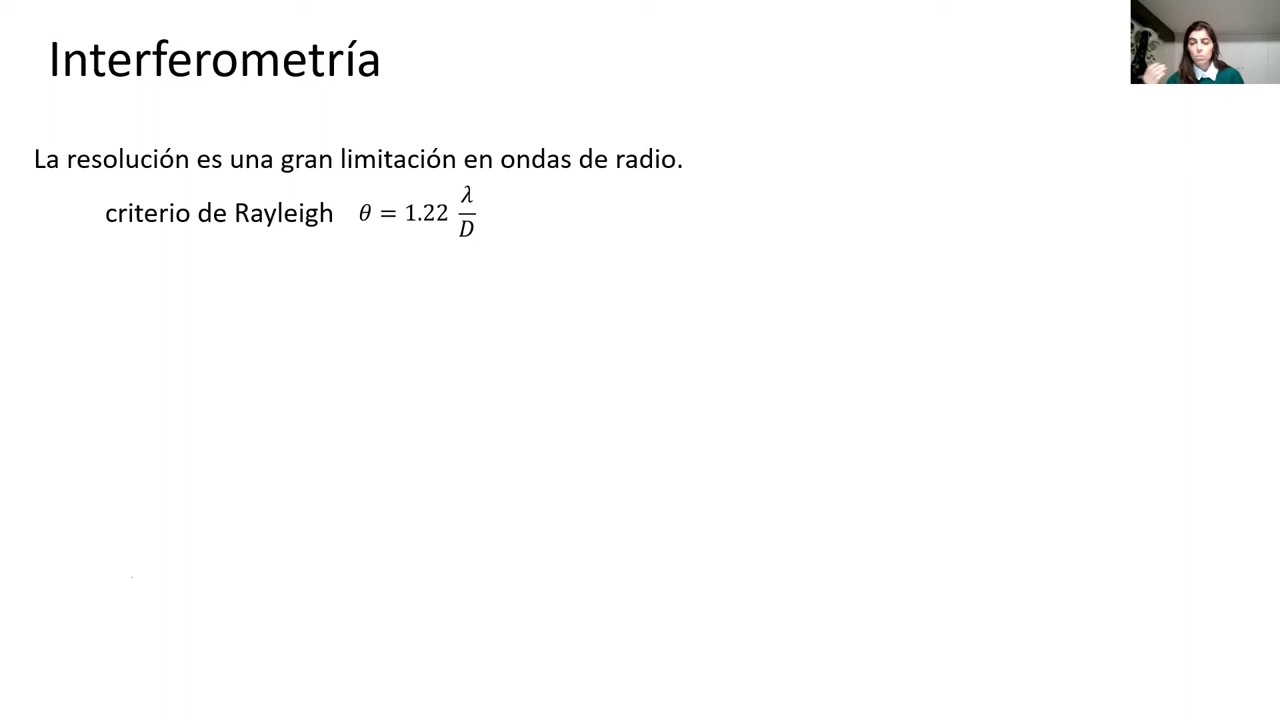 Interferometría
La resolución es una gran limitación en ondas de radio.
criterio de Rayleigh θ = 1.22 λ/D